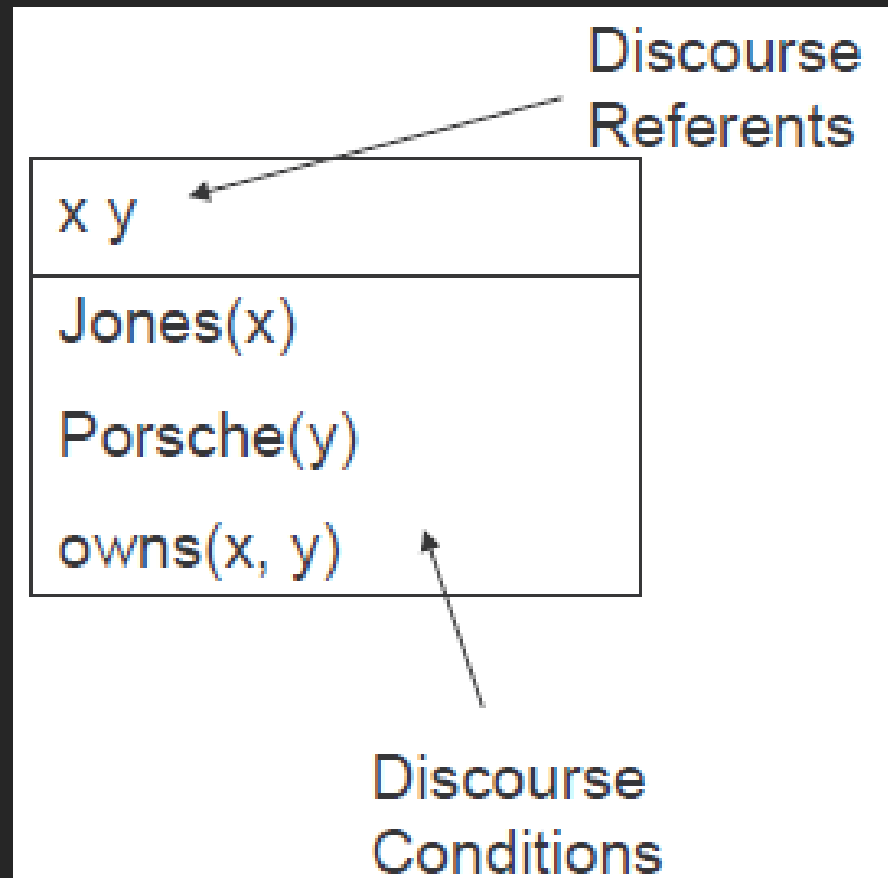 Discourse
Referents
x y
Jones(x)
Porsche(y)
owns(x, y)
Discourse
Conditions